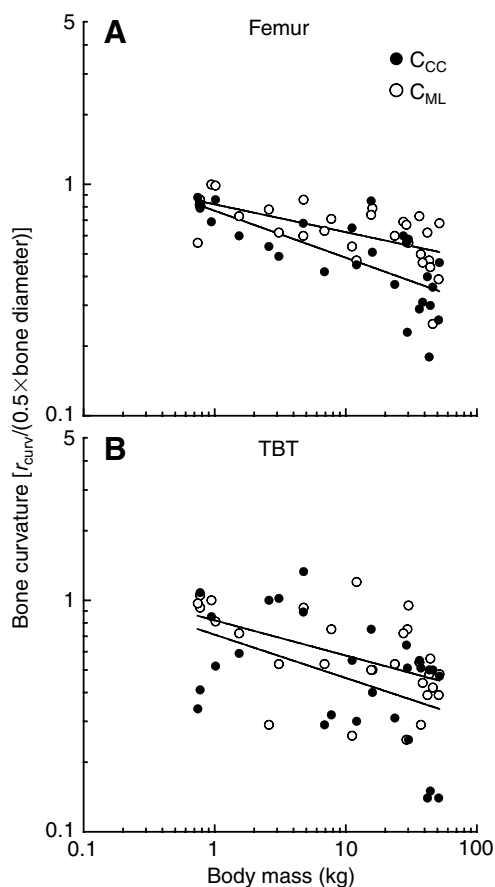 5
A
Femur
C_CC
C_ML
1
0.1
5
B
TBT
1
0.1
0.1
1
10
100
Body mass (kg)
Bone curvature [r_curv/(0.5×bone diameter)]